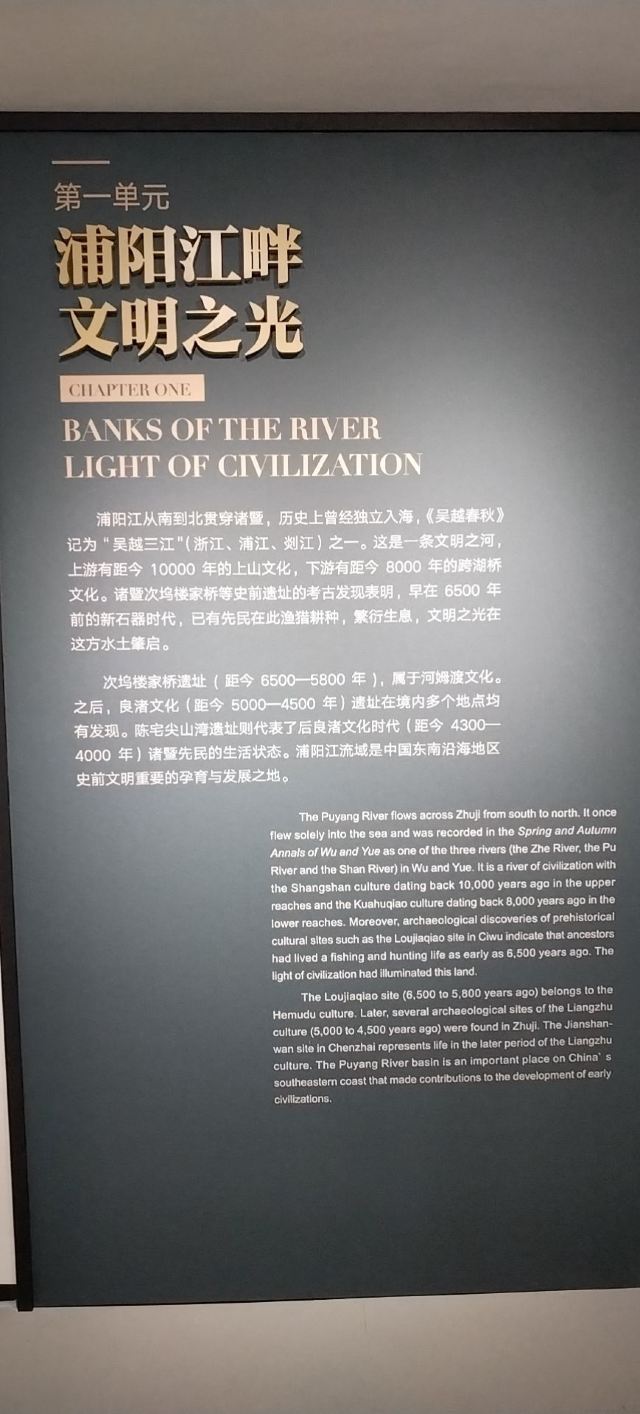 第一单元
浦阳江畔
文明之光
CHAPTER ONE
BANKS OF THE RIVER
LIGHT OF CIVILIZATION
浦阳江从南到北贯穿诸暨，历史上曾经独立入海，《吴越春秋》
记为“吴越三江”（浙江、浦江、剡江）之一。这是一条文明之河，
上游有距今 10000 年的上山文化，下游有距今 8000 年的跨湖桥
文化。诸暨次坞楼家桥等史前遗址的考古发现表明，早在 6500 年
前的新石器时代，已有先民在此渔猎耕种，繁衍生息，文明之光在
这方水土肇启。
次坞楼家桥遗址（距今 6500—5800 年），属于河姆渡文化。
之后，良渚文化（距今 5000—4500 年）遗址在境内多个地点均
有发现。陈宅尖山湾遗址则代表了后良渚文化时代（距今 4300—
4000 年）诸暨先民的生活状态。浦阳江流域是中国东南沿海地区
史前文明重要的孕育与发展之地。
The Puyang River flows across Zhuji from south to north. It once
flew solely into the sea and was recorded in the Spring and Autumn
Annals of Wu and Yue as one of the three rivers (the Zhe River, the Pu
River and the Shan River) in Wu and Yue. It is a river of civilization with
the Shangshan culture dating back 10,000 years ago in the upper
reaches and the Kuahuqiao culture dating back 8,000 years ago in the
lower reaches. Moreover, archaeological discoveries of prehistorical
cultural sites such as the Loujiaqiao site in Ciwu indicate that ancestors
had lived a fishing and hunting life as early as 6,500 years ago. The
light of civilization had illuminated this land.
The Loujiaqiao site (6,500 to 5,800 years ago) belongs to the
Hemudu culture. Later, several archaeological sites of the Liangzhu
culture (5,000 to 4,500 years ago) were found in Zhuji. The Jianshan-
wan site in Chenzhai represents life in the later period of the Liangzhu
culture. The Puyang River basin is an important place on China's
southeastern coast that made contributions to the development of early
civilizations.